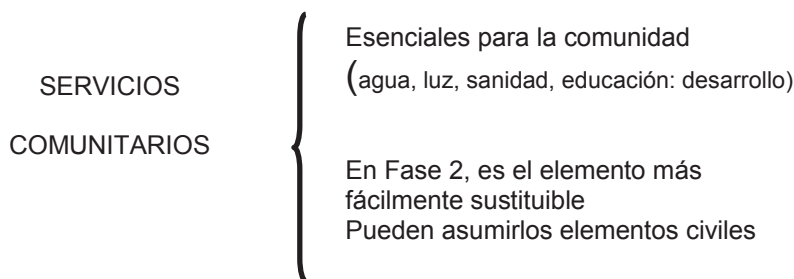 SERVICIOS
COMUNITARIOS
Esenciales para la comunidad
(agua, luz, sanidad, educación: desarrollo)
En Fase 2, es el elemento más
fácilmente sustituible
Pueden asumirlos elementos civiles